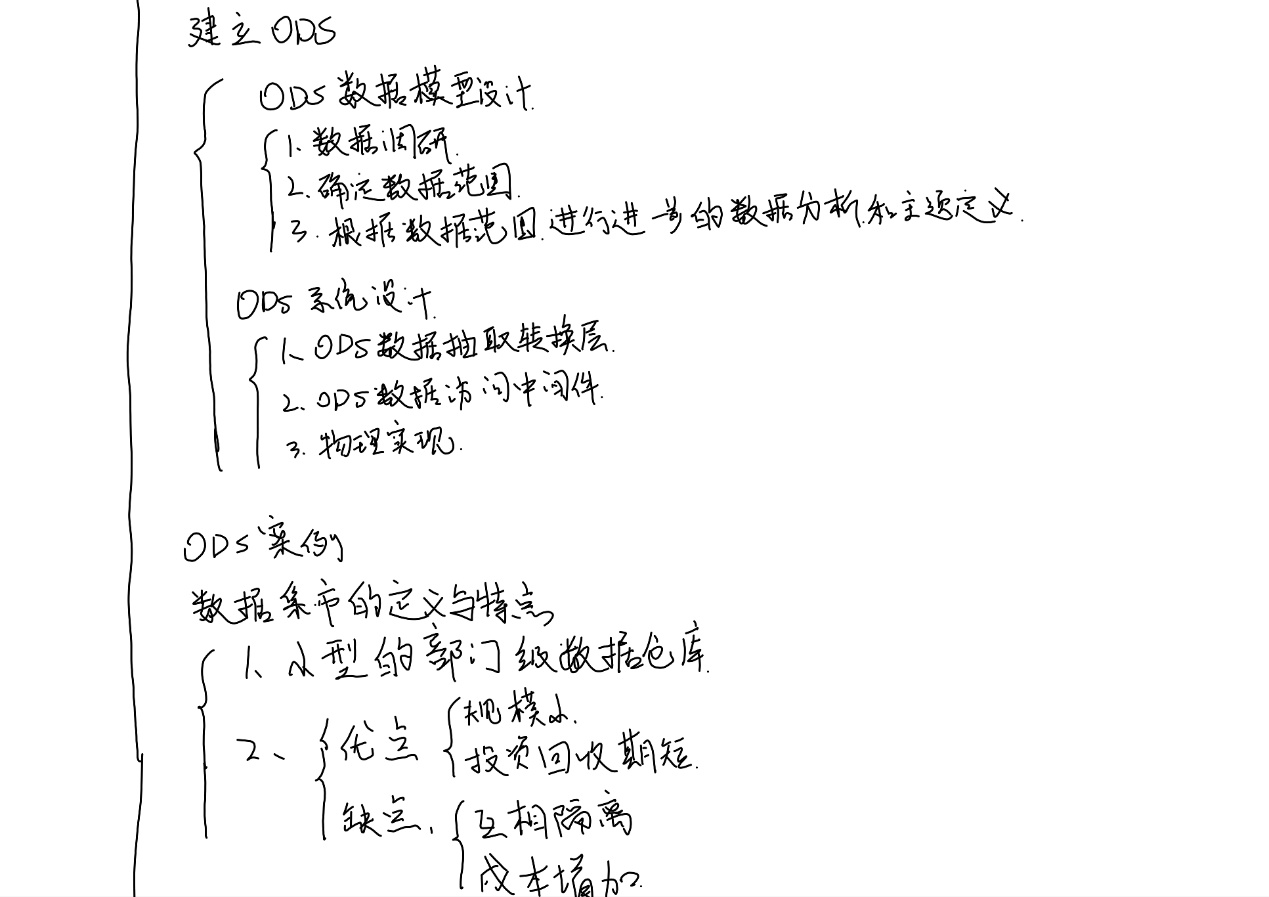 建立ODS
ODS数据模型设计
1.数据调研.
2.确定数据范围.
3.根据数据范围.进行进一步的数据分析.和主题定义.
ODS系统设计
1、ODS数据抽取转换层.
2.ODS数据访问中间件.
3.物理实现.
ODS案例
数据集市的定义与特点
1、小型的部门级数据仓库.
2、优点
规模小.
投资回收期短.
缺点.
互相隔离
成本增加.